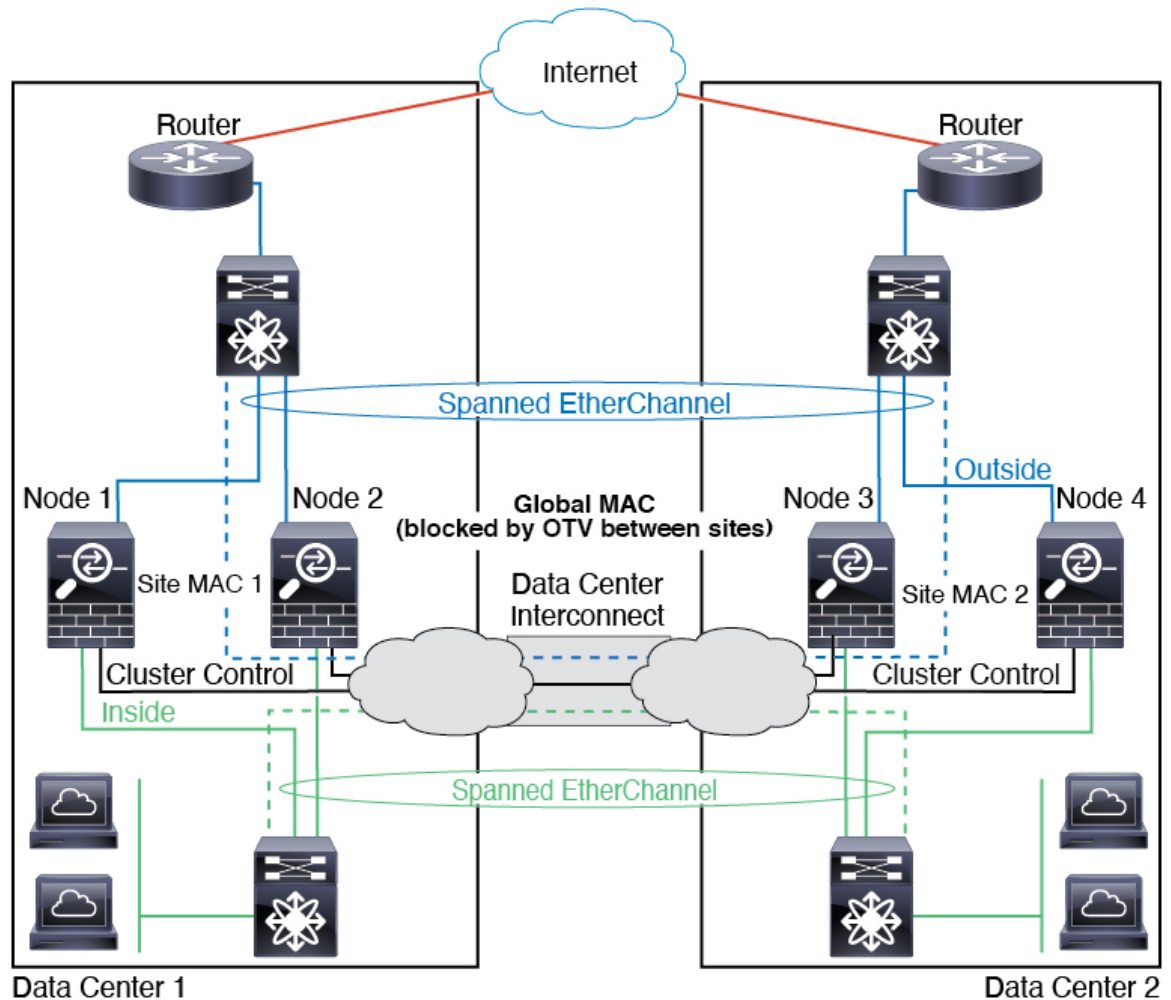 Internet
Router
Router
Spanned EtherChannel
Outside
Node 1
Node 2
Global MAC
(blocked by OTV between sites)
Node 3
Node 4
Site MAC 1
Data Center
Interconnect
Site MAC 2
Cluster Control
Cluster Control
Inside
Spanned EtherChannel
Data Center 1
Data Center 2